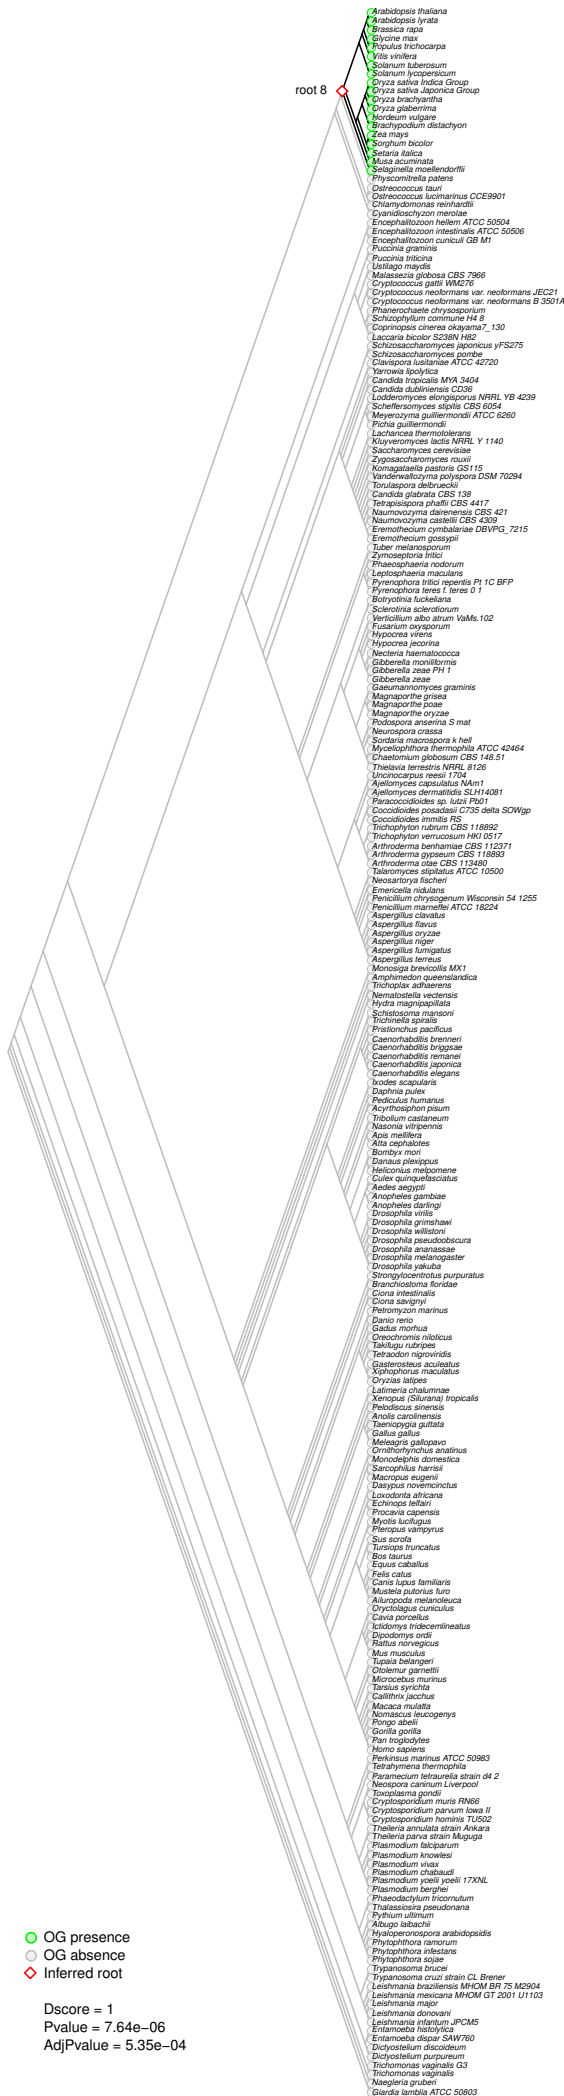 Arabidopsis thaliana
Arabidopsis lyrata
Brassica rapa
Glycine max
Populus trichocarpa
Vitis vinifera
Solanum tuberosum
Solanum lycopersicum
Oryza sativa Indica Group
root 8
Oryza sativa Japonica Group
Oryza brachyantha
Oryza glaberrima
Hordeum vulgare
Brachypodium distachyon
Zea mays
Sorghum bicolor
Setaria italica
Musa acuminata
Selaginella moellendorffii
Physcomitrella patens
Ostreococcus tauri
Ostreococcus lucimarinus CCE9901
Chlamydomonas reinhardtii
Cyanidioschyzon merolae
Encephalitozoon hellem ATCC 50504
Encephalitozoon intestinalis ATCC 50506
Encephalitozoon cuniculi GB M1
Puccinia graminis
Puccinia triticina
Ustilago maydis
Malassezia globosa CBS 7966
Cryptococcus gattii WM276
Cryptococcus neoformans var. neoformans JEC21
Cryptococcus neoformans var. neoformans B 3501A
Phanerochaete chrysosporium
Schizophyllum commune H4 8
Coprinopsis cinerea okayama7_130
Laccaria bicolor S238N H82
Schizosaccharomyces japonicus yFS275
Schizosaccharomyces pombe
Clavispora lusitaniae ATCC 42720
Yarrowia lipolytica
Candida tropicalis MYA 3404
Candida dubliniensis CD36
Lodderomyces elongisporus NRRL YB 4239
Scheffersomyces stipitis CBS 6054
Meyerozyma guilliermondii ATCC 6260
Pichia guilliermondii
Lachancea thermotolerans
Kluyveromyces lactis NRRL Y 1140
Saccharomyces cerevisiae
Zygosaccharomyces rouxii
Komagataella pastoris GS115
Vanderwaltozyma polyspora DSM 70294
Torulaspora delbrueckii
Candida glabrata CBS 138
Tetrapisispora phaffii CBS 4417
Naumovozyma dairenensis CBS 421
Naumovozyma castellii CBS 4309
Eremothecium cymbalariae DBVPG_7215
Eremothecium gossypii
Tuber melanosporum
Zymoseptoria tritici
Phaeosphaeria nodorum
Leptosphaeria maculans
Pyrenophora tritici repentis Pt 1C BFP
Pyrenophora teres f. teres 0 1
Botryotinia fuckeliana
Sclerotinia sclerotiorum
Verticillium albo atrum VaMs.102
Fusarium oxysporum
Hypocrea virens
Hypocrea jecorina
Necteria haematococca
Gibberella moniliformis
Gibberella zeae PH 1
Gibberella zeae
Gaeumannomyces graminis
Magnaporthe grisea
Magnaporthe poae
Magnaporthe oryzae
Podospora anserina S mat
Neurospora crassa
Sordaria macrospora k hell
Myceliophthora thermophila ATCC 42464
Chaetomium globosum CBS 148.51
Thielavia terrestris NRRL 8126
Uncinocarpus reesii 1704
Ajellomyces capsulatus NAm1
Ajellomyces dermatitidis SLH14081
Paracoccidioides sp. lutzii Pb01
Coccidioides posadasii C735 delta SOWgp
Coccidioides immitis RS
Trichophyton rubrum CBS 118892
Trichophyton verrucosum HKI 0517
Arthroderma benhamiae CBS 112371
Arthroderma gypseum CBS 118893
Arthroderma otae CBS 113480
Talaromyces stipitatus ATCC 10500
Neosartorya fischeri
Emericella nidulans
Penicillium chrysogenum Wisconsin 54 1255
Penicillium marneffei ATCC 18224
Aspergillus clavatus
Aspergillus flavus
Aspergillus oryzae
Aspergillus niger
Aspergillus fumigatus
Aspergillus terreus
Monosiga brevicollis MX1
Amphimedon queenslandica
Trichoplax adhaerens
Nematostella vectensis
Hydra magnipapillata
Schistosoma mansoni
Trichinella spiralis
Pristionchus pacificus
Caenorhabditis brenneri
Caenorhabditis briggsae
Caenorhabditis remanei
Caenorhabditis japonica
Caenorhabditis elegans
Ixodes scapularis
Daphnia pulex
Pediculus humanus
Acyrthosiphon pisum
Tribolium castaneum
Nasonia vitripennis
Apis mellifera
Atta cephalotes
Bombyx mori
Danaus plexippus
Heliconius melpomene
Culex quinquefasciatus
Aedes aegypti
Anopheles gambiae
Anopheles darlingi
Drosophila virilis
Drosophila grimshawi
Drosophila willistoni
Drosophila pseudoobscura
Drosophila ananassae
Drosophila melanogaster
Drosophila yakuba
Strongylocentrotus purpuratus
Branchiostoma floridae
Ciona intestinalis
Ciona savignyi
Petromyzon marinus
Danio rerio
Gadus morhua
Oreochromis niloticus
Takifugu rubripes
Tetraodon nigroviridis
Gasterosteus aculeatus
Xiphophorus maculatus
Oryzias latipes
Latimeria chalumnae
Xenopus (Silurana) tropicalis
Pelodiscus sinensis
Anolis carolinensis
Taeniopygia guttata
Gallus gallus
Meleagris gallopavo
Ornithorhynchus anatinus
Monodelphis domestica
Sarcophilus harrisii
Macropus eugenii
Dasypus novemcinctus
Loxodonta africana
Echinops telfairi
Procavia capensis
Myotis lucifugus
Pteropus vampyrus
Sus scrofa
Tursiops truncatus
Bos taurus
Equus caballus
Felis catus
Canis lupus familiaris
Mustela putorius furo
Ailuropoda melanoleuca
Oryctolagus cuniculus
Cavia porcellus
Ictidomys tridecemlineatus
Dipodomys ordii
Rattus norvegicus
Mus musculus
Tupaia belangeri
Otolemur garnettii
Microcebus murinus
Tarsius syrichta
Callithrix jacchus
Macaca mulatta
Nomascus leucogenys
Pongo abelii
Gorilla gorilla
Pan troglodytes
Homo sapiens
Perkinsus marinus ATCC 50983
Tetrahymena thermophila
Paramecium tetraurelia strain d4 2
Neospora caninum Liverpool
Toxoplasma gondii
Cryptosporidium muris RN66
Cryptosporidium parvum Iowa II
Cryptosporidium hominis TU502
Theileria annulata strain Ankara
Theileria parva strain Muguga
Plasmodium falciparum
Plasmodium knowlesi
Plasmodium vivax
Plasmodium chabaudi
Plasmodium yoelii yoelii 17XNL
Plasmodium berghei
Phaeodactylum tricornutum
Thalassiosira pseudonana
Pythium ultimum
Albugo laibachii
Hyaloperonospora arabidopsidis
Phytophthora ramorum
Phytophthora infestans
Phytophthora sojae
Trypanosoma brucei
Trypanosoma cruzi strain CL Brener
Leishmania braziliensis MHOM BR 75 M2904
Leishmania mexicana MHOM GT 2001 U1103
Leishmania major
Leishmania donovani
Leishmania infantum JPCM5
Entamoeba histolytica
Entamoeba dispar SAW760
Dictyostelium discoideum
Dictyostelium purpureum
Trichomonas vaginalis G3
Trichomonas vaginalis
Naegleria gruberi
Giardia lamblia ATCC 50803
OG presence
OG absence
Inferred root
Dscore = 1
Pvalue = 7.64e−06
AdjPvalue = 5.35e−04